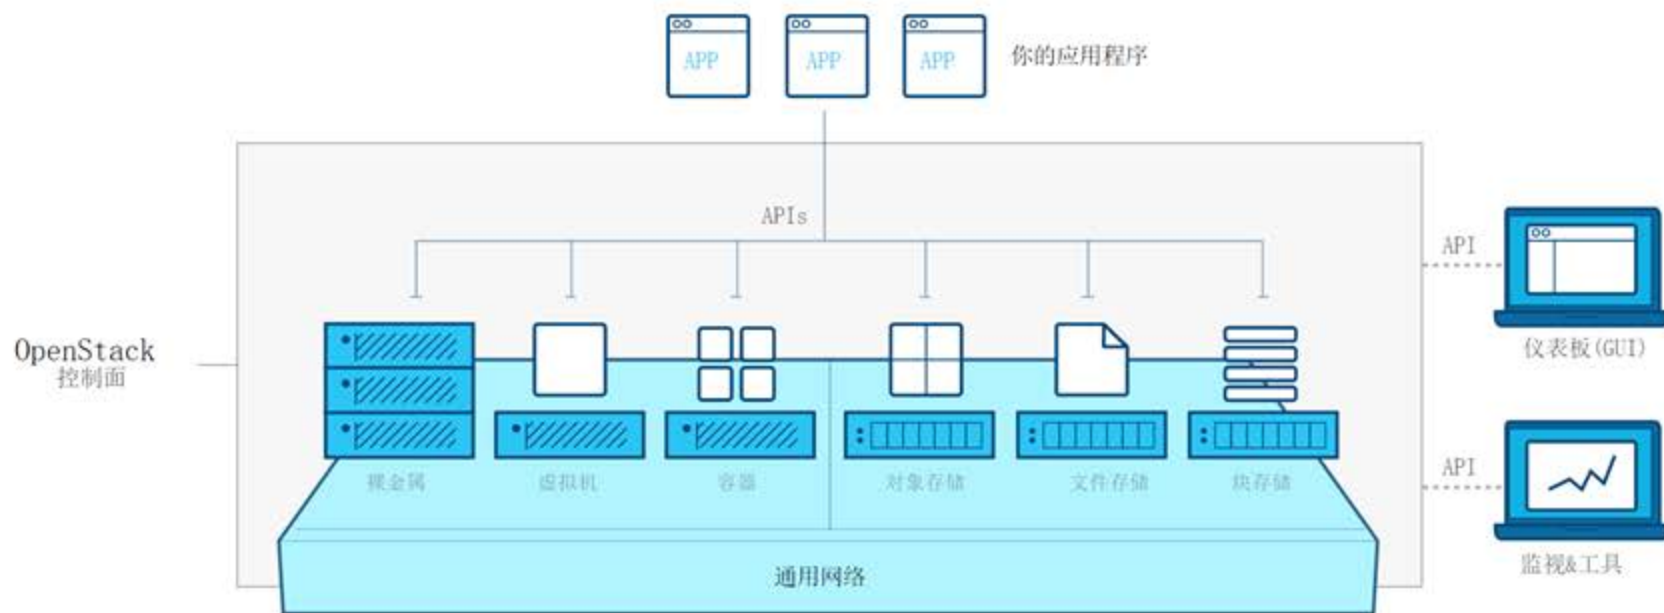 APP
APP
APP
你的应用程序
APIs
API
仪表板(GUI)
OpenStack
控制面
裸金属
虚拟机
容器
对象存储
文件存储
块存储
API
监视&工具
通用网络